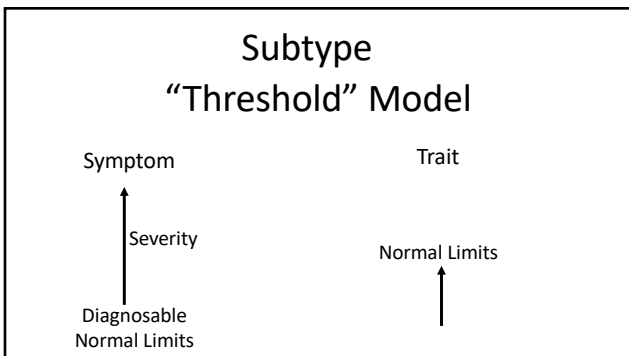 Subtype
“Threshold” Model
Symptom
Trait
Severity
Normal Limits
Diagnosable
Normal Limits